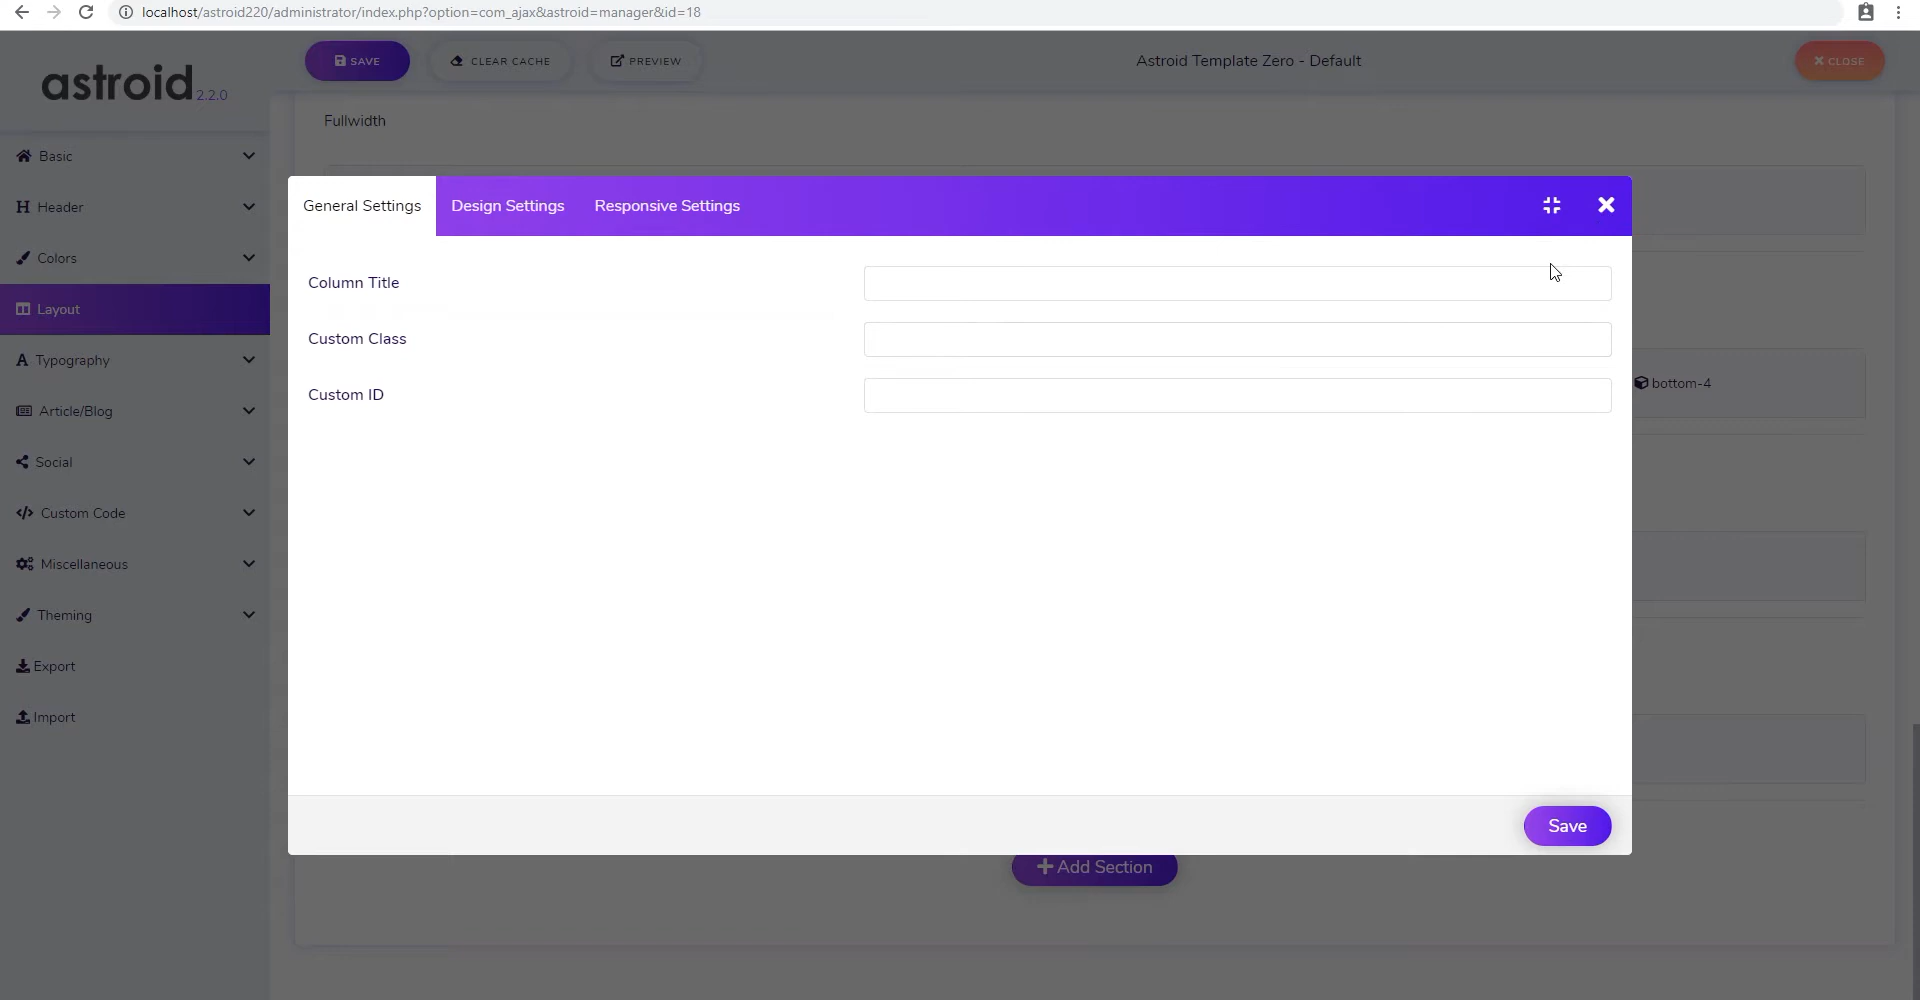 localhost/astroid220/administrator/index.php?option=com_ajax&astroid=manager&id=18
astroid 2.2.0
SAVE
CLEAR CACHE
PREVIEW
Astroid Template Zero - Default
CLOSE
Basic
Header
Colors
Layout
Typography
Article/Blog
Social
Custom Code
Miscellaneous
Theming
Export
Import
Fullwidth
General Settings
Design Settings
Responsive Settings
Column Title
Custom Class
Custom ID
bottom-4
Save
Add Section